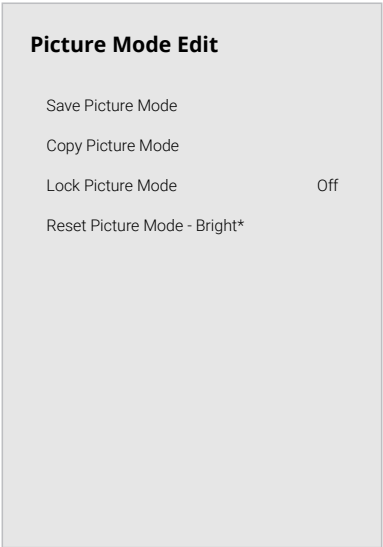 Picture Mode Edit
Save Picture Mode
Copy Picture Mode
Lock Picture Mode Off
Reset Picture Mode - Bright*